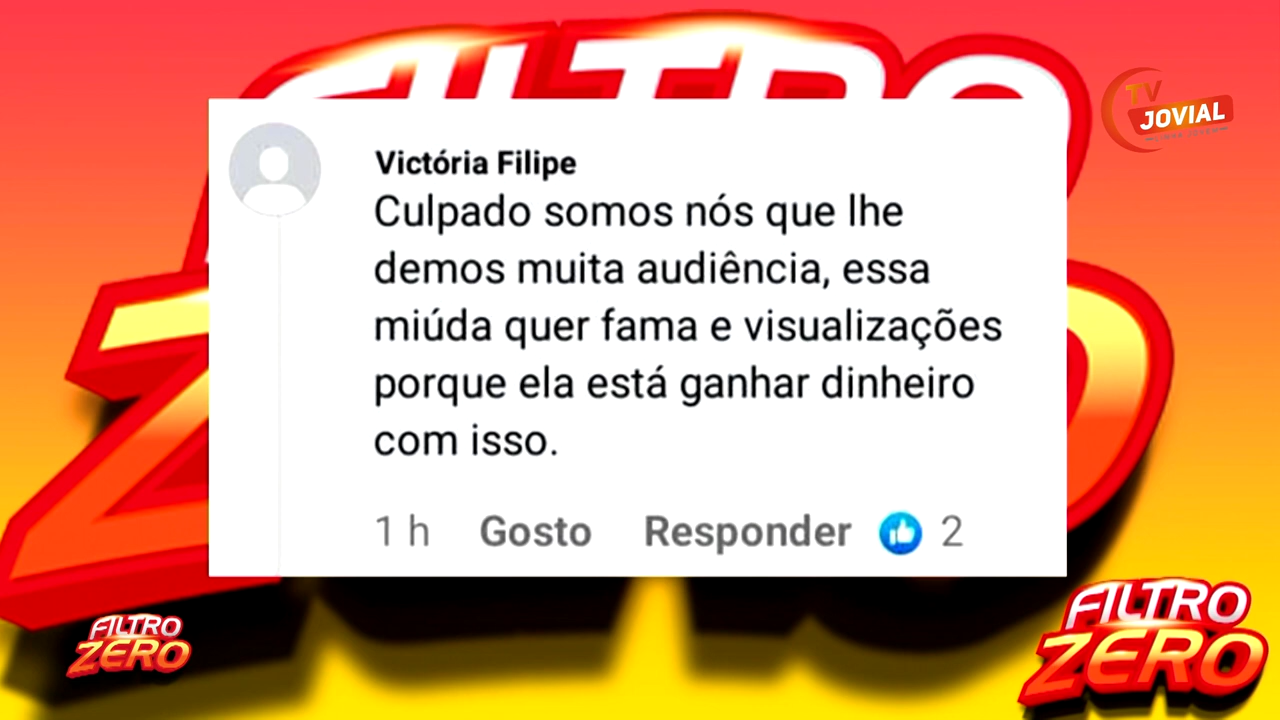 FILTRO
TV
JOVIAL
Victória Filipe
Culpado somos nós que lhe
demos muita audiência, essa
miúda quer fama e visualizações
porque ela está ganhar dinheiro
com isso.
1 h Gosto Responder 2
FILTRO
ZERO
FILTRO
ZERO